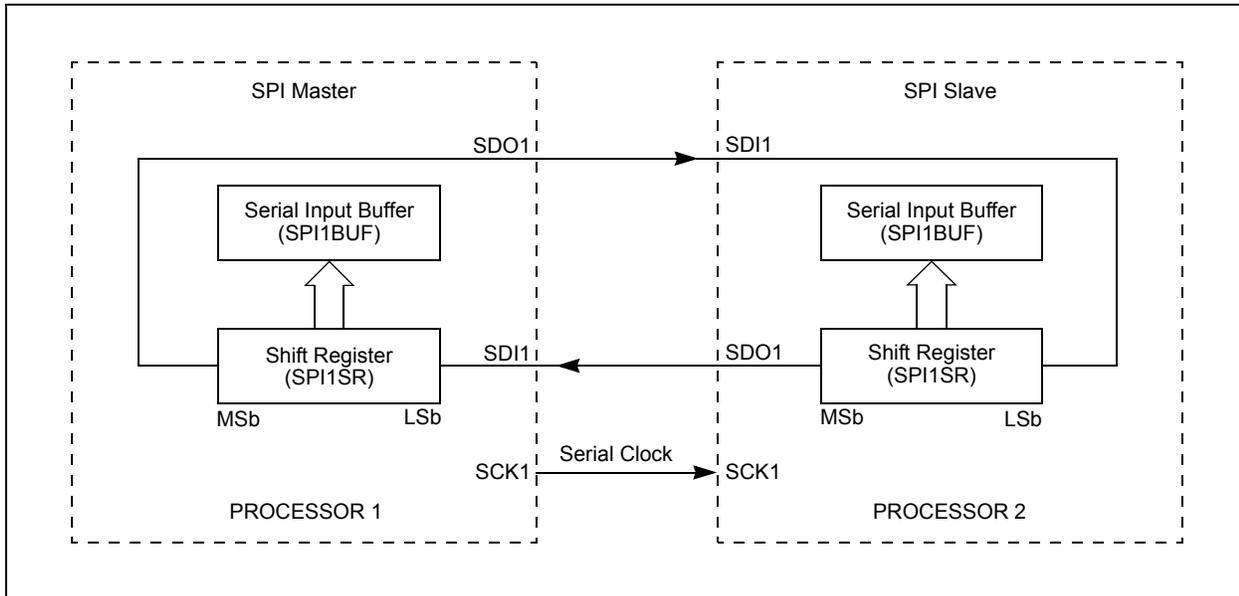 SPI Master
SPI Slave
SDO1
SDI1
Serial Input Buffer
(SPI1BUF)
Serial Input Buffer
(SPI1BUF)
Shift Register
(SPI1SR)
SDI1
SDO1
Shift Register
(SPI1SR)
MSb
LSb
MSb
LSb
Serial Clock
SCK1
SCK1
PROCESSOR 1
PROCESSOR 2